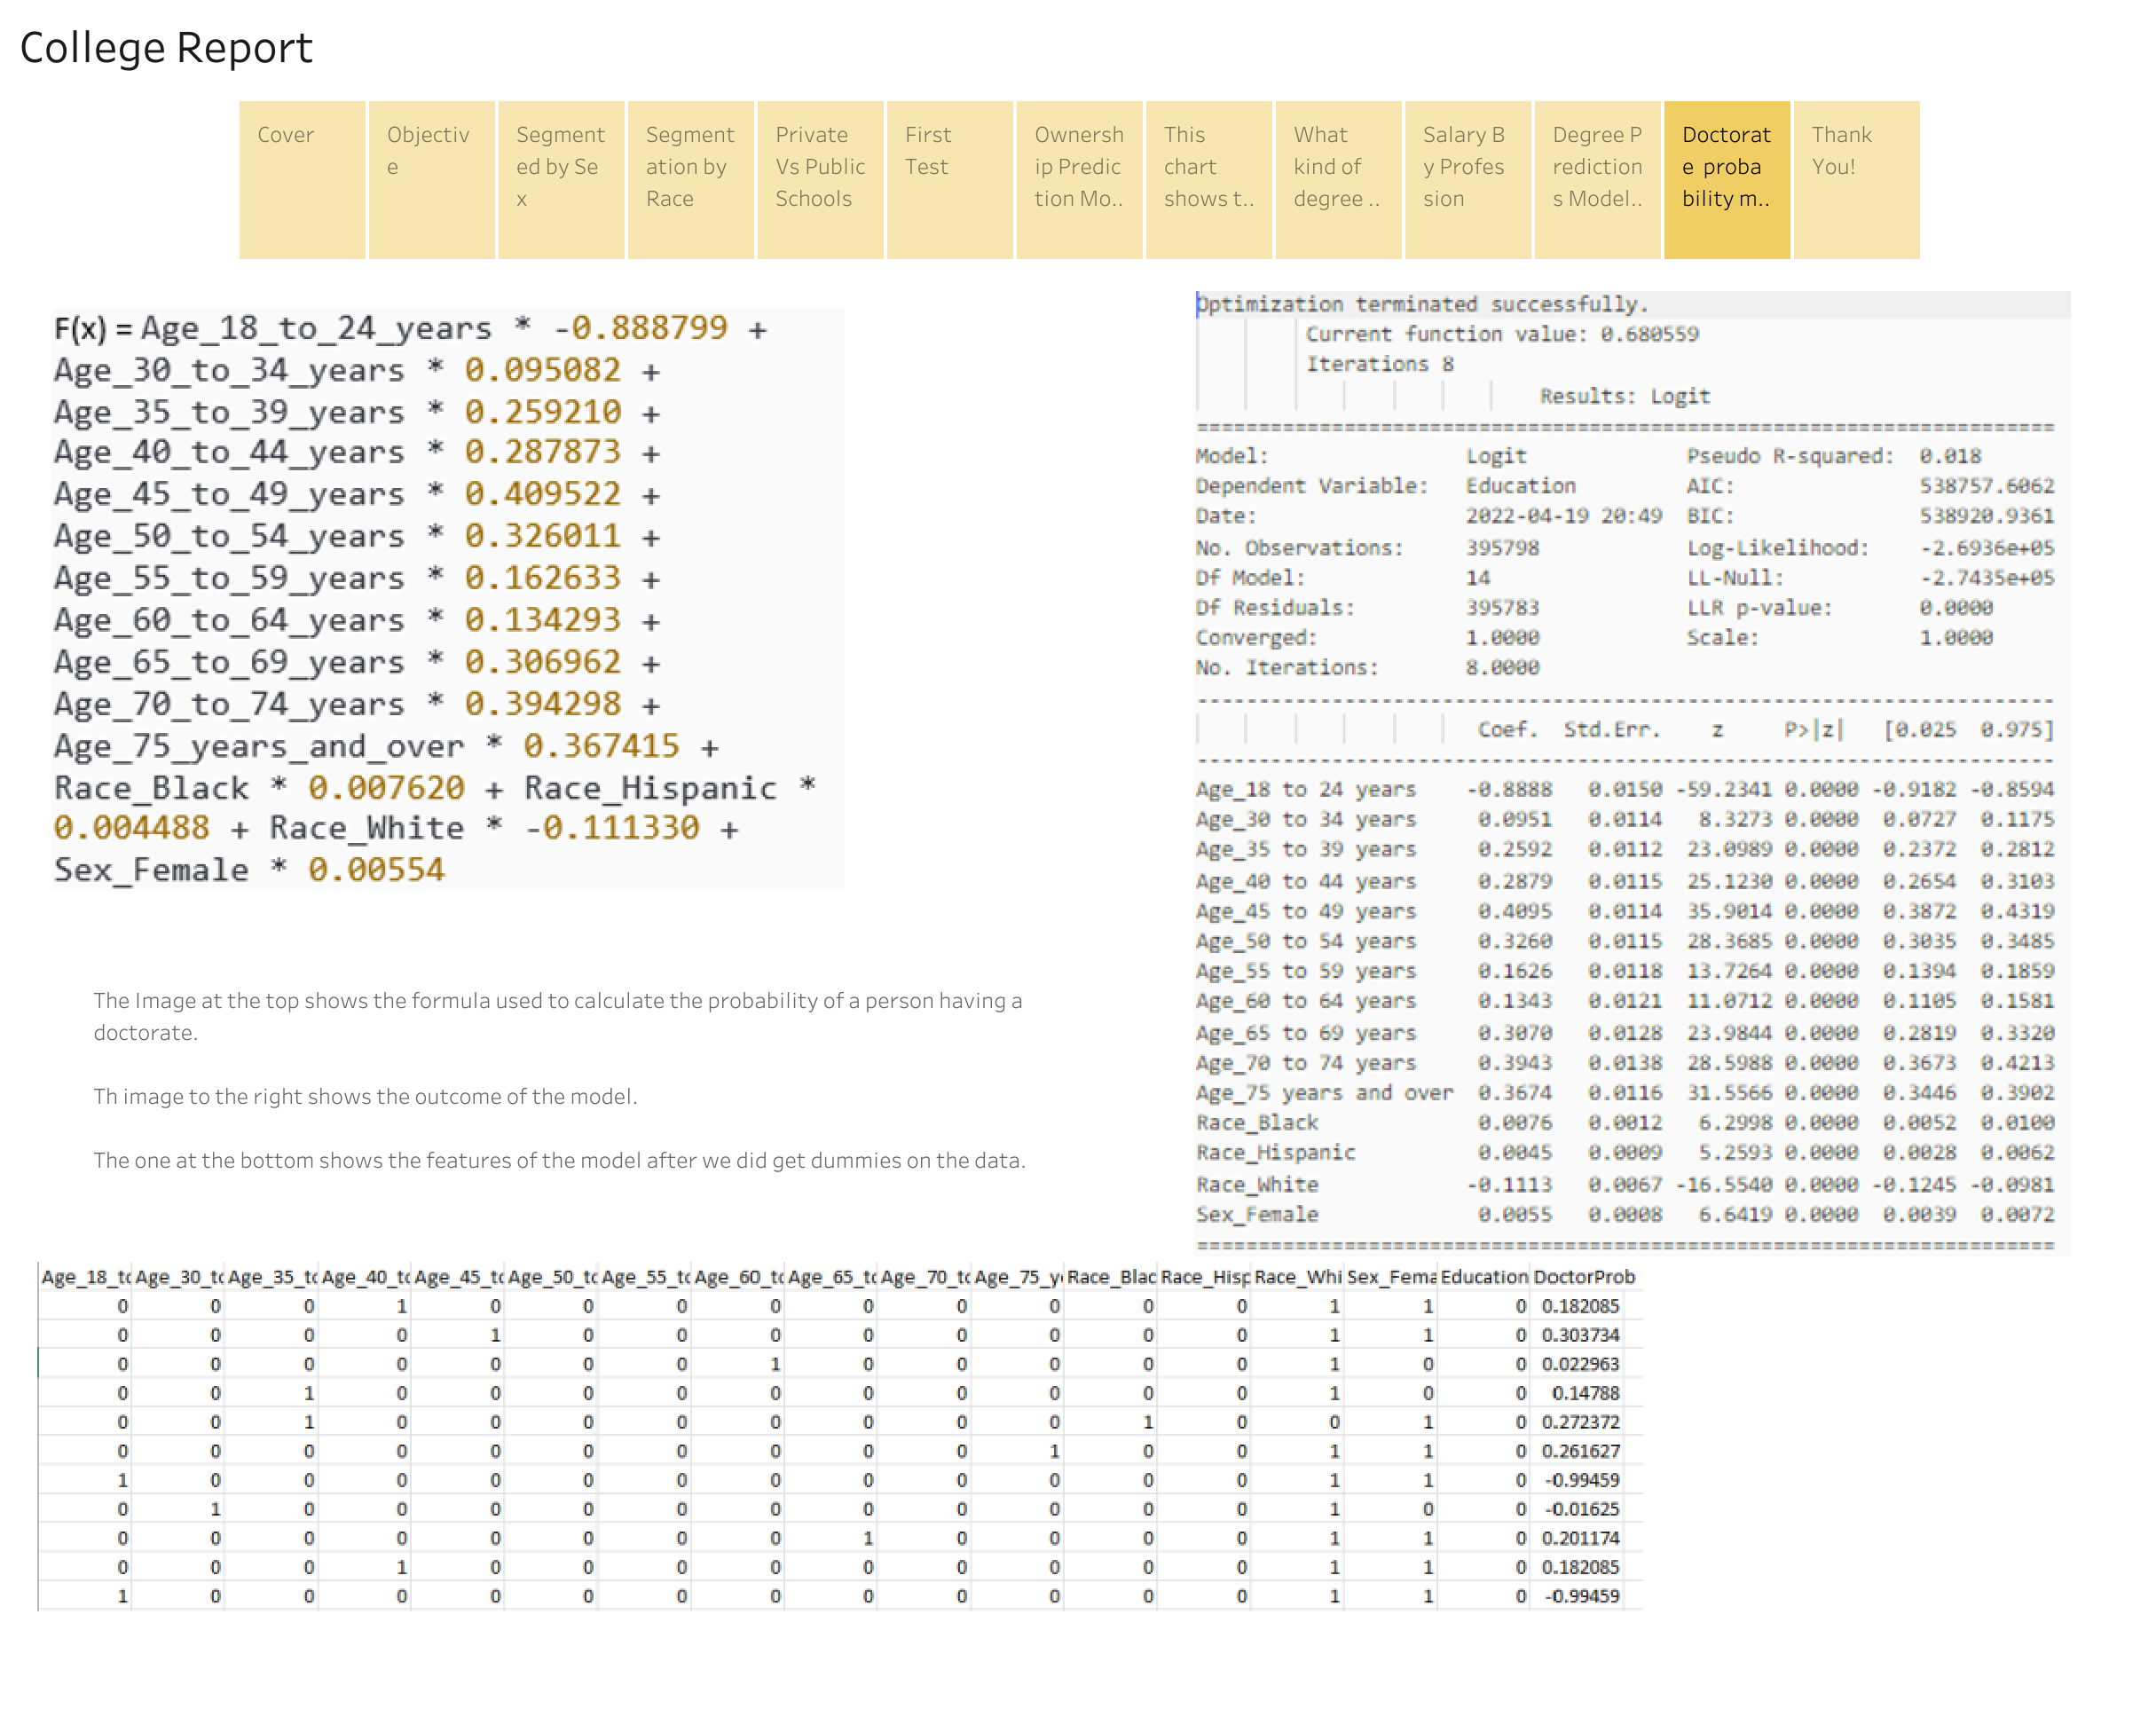 College Report
Cover
Objectiv
e
Segment
ed by Se
x
Segment
ation by
Race
Private
Vs Public
Schools
First
Test
Ownersh
ip Predic
tion Mo..
This
chart
shows t..
What
kind of
degree ..
Salary B
y Profes
sion
Degree P
rediction
s Model..
Doctorat
e proba
bility m..
Thank
You!
F(x) = Age_18_to_24_years * -0.888799 +
Age_30_to_34_years * 0.095082 +
Age_35_to_39_years * 0.259210 +
Age_40_to_44_years * 0.287873 +
Age_45_to_49_years * 0.409522 +
Age_50_to_54_years * 0.326011 +
Age_55_to_59_years * 0.162633 +
Age_60_to_64_years * 0.134293 +
Age_65_to_69_years * 0.306962 +
Age_70_to_74_years * 0.394298 +
Age_75_years_and_over * 0.367415 +
Race_Black * 0.007620 + Race_Hispanic *
0.004488 + Race_White * -0.111330 +
Sex_Female * 0.00554
The Image at the top shows the formula used to calculate the probability of a person having a
doctorate.
Th image to the right shows the outcome of the model.
The one at the bottom shows the features of the model after we did get dummies on the data.
Optimization terminated successfully.
Current function value: 0.680559
Iterations 8
Results: Logit
=====================================================================
Model: Logit Pseudo R-squared: 0.018
Dependent Variable: Education AIC: 538757.6062
Date: 2022-04-19 20:49 BIC: 538920.9361
No. Observations: 395798 Log-Likelihood: -2.6936e+05
Df Model: 14 LL-Null: -2.7435e+05
Df Residuals: 395783 LLR p-value: 0.0000
Converged: 1.0000 Scale: 1.0000
No. Iterations: 8.0000
---------------------------------------------------------------------
Coef. Std.Err. z P>|z| [0.025 0.975]
---------------------------------------------------------------------
Age_18 to 24 years -0.8888 0.0150 -59.2341 0.0000 -0.9182 -0.8594
Age_30 to 34 years 0.0951 0.0114 8.3273 0.0000 0.0727 0.1175
Age_35 to 39 years 0.2592 0.0112 23.0989 0.0000 0.2372 0.2812
Age_40 to 44 years 0.2879 0.0115 25.1230 0.0000 0.2654 0.3103
Age_45 to 49 years 0.4095 0.0114 35.9014 0.0000 0.3872 0.4319
Age_50 to 54 years 0.3260 0.0115 28.3685 0.0000 0.3035 0.3485
Age_55 to 59 years 0.1626 0.0118 13.7264 0.0000 0.1394 0.1859
Age_60 to 64 years 0.1343 0.0121 11.0712 0.0000 0.1105 0.1581
Age_65 to 69 years 0.3070 0.0128 23.9844 0.0000 0.2819 0.3320
Age_70 to 74 years 0.3943 0.0138 28.5988 0.0000 0.3673 0.4213
Age_75 years and over 0.3674 0.0116 31.5566 0.0000 0.3446 0.3902
Race_Black 0.0076 0.0012 6.2998 0.0000 0.0052 0.0100
Race_Hispanic 0.0045 0.0009 5.2593 0.0000 0.0028 0.0062
Race_White -0.1113 0.0067 -16.5540 0.0000 -0.1245 -0.0981
Sex_Female 0.0055 0.0008 6.6419 0.0000 0.0039 0.0072
=====================================================================
Age_18_to Age_30_to Age_35_to Age_40_to Age_45_to Age_50_to Age_55_to Age_60_to Age_65_to Age_70_to Age_75_y Race_Blac Race_Hisp Race_Whi Sex_Fema Education DoctorProb
0 0 0 1 0 0 0 0 0 0 0 0 0 1 1 0 0.182085
0 0 0 0 1 0 0 0 0 0 0 0 0 1 1 0 0.303734
0 0 0 0 0 0 0 1 0 0 0 0 0 1 0 0 0.022963
0 0 1 0 0 0 0 0 0 0 0 0 0 1 0 0 0.14788
0 0 1 0 0 0 0 0 0 0 0 1 0 0 1 0 0.272372
0 0 0 0 0 0 0 0 0 0 1 0 0 1 1 0 0.261627
1 0 0 0 0 0 0 0 0 0 0 0 0 1 1 0 -0.99459
0 1 0 0 0 0 0 0 0 0 0 0 0 1 0 0 -0.01625
0 0 0 0 0 0 0 0 1 0 0 0 0 1 1 0 0.201174
0 0 0 1 0 0 0 0 0 0 0 0 0 1 1 0 0.182085
1 0 0 0 0 0 0 0 0 0 0 0 0 1 1 0 -0.99459